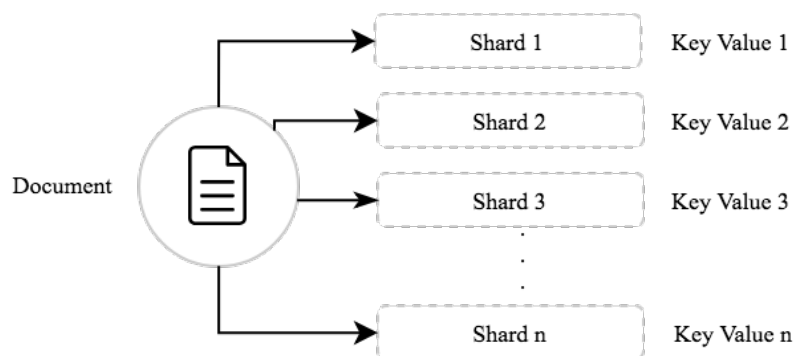 Shard 1 Key Value 1
Shard 2 Key Value 2
Document
Shard 3 Key Value 3
Shard n Key Value n